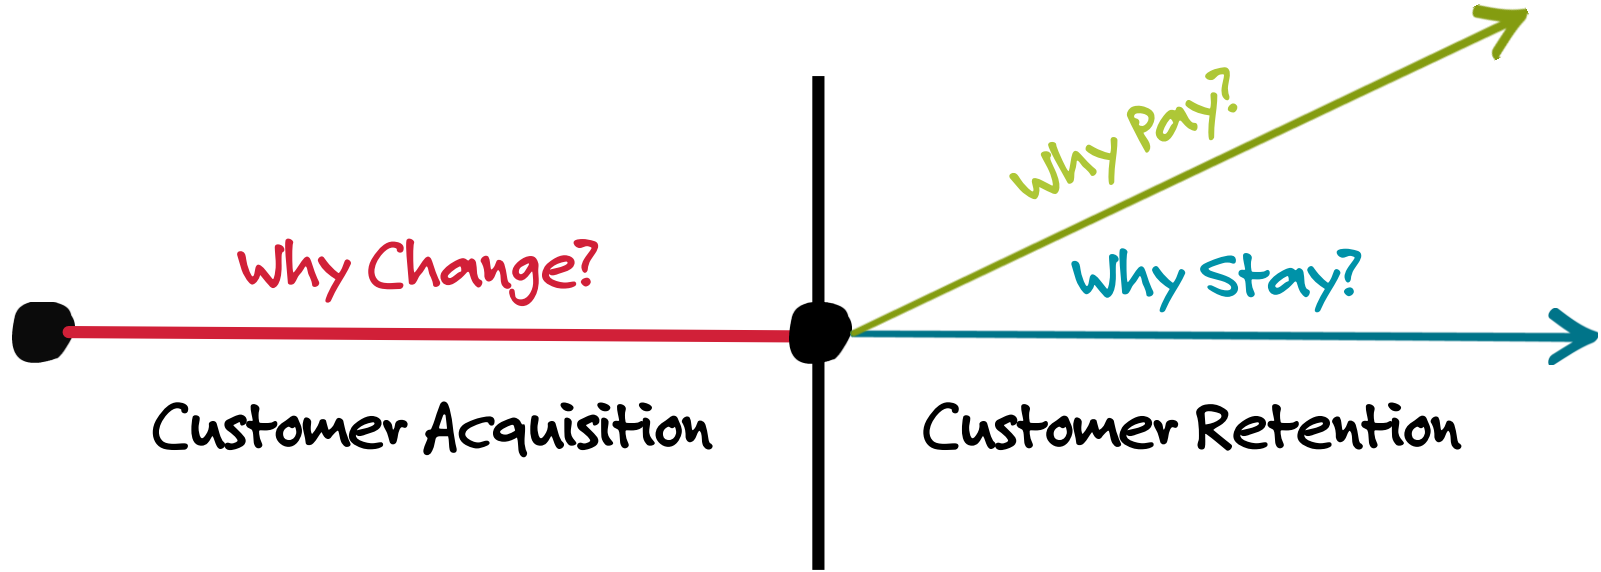 Why Change?
Customer Acquisition
Why Pay?
Why Stay?
Customer Retention